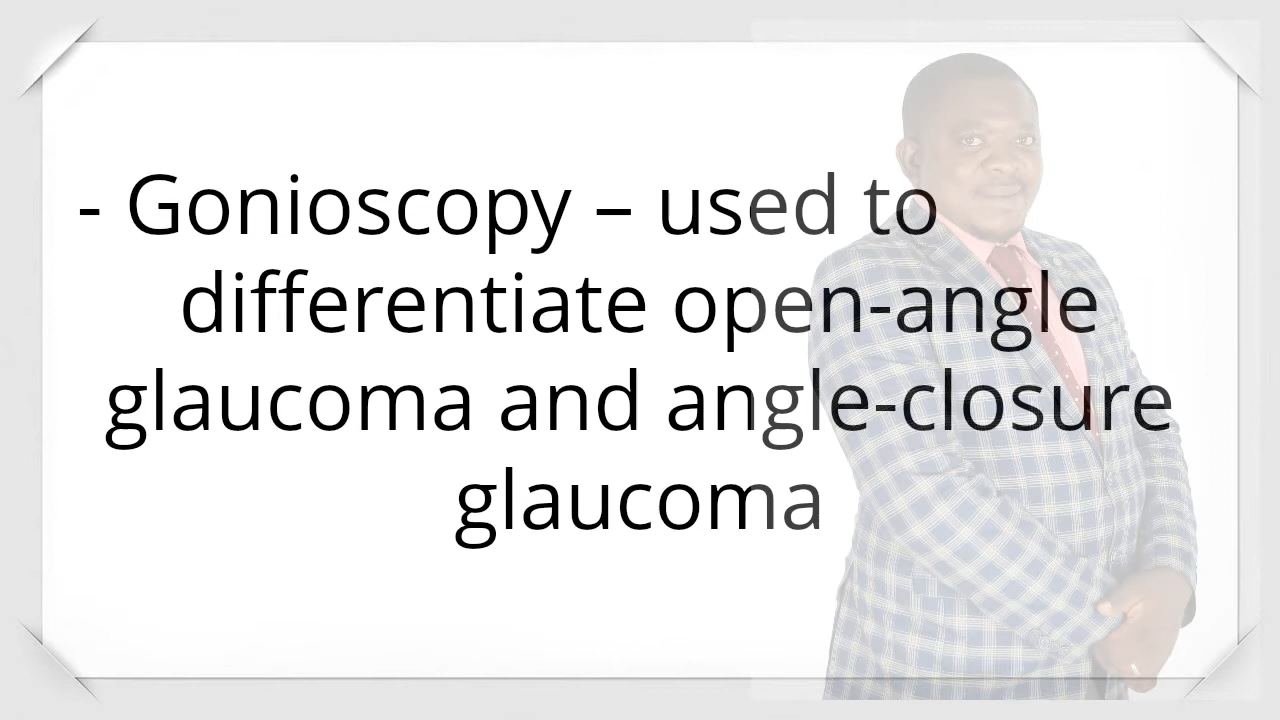 - Gonioscopy – used to
differentiate open-angle
glaucoma and angle-closure
glaucoma